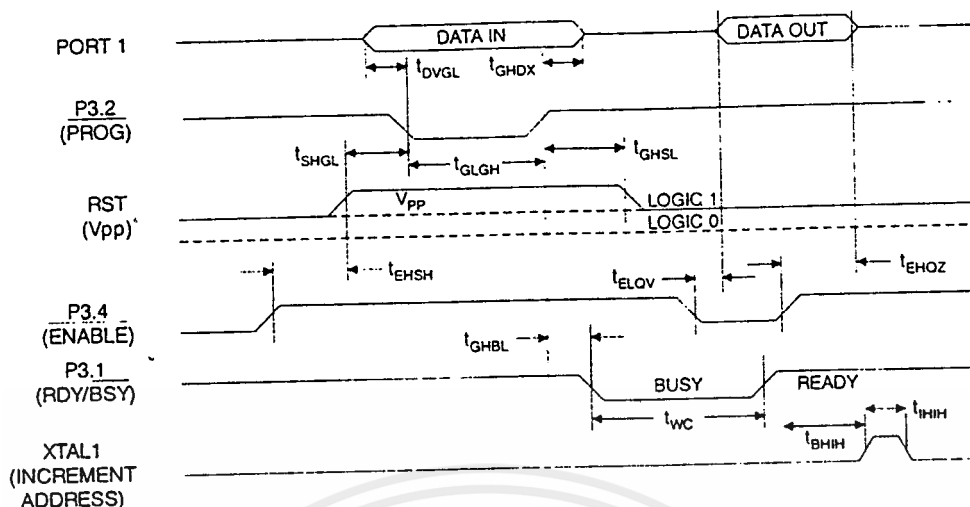 PORT 1
DATA IN
DATA OUT
tDVGL
tGHDX
P3.2
(PROG)
tSHGL
tGLGH
tGHSL
RST
(Vpp)
VPP
LOGIC 1
LOGIC 0
tEHSH
tELQV
tEHQZ
P3.4
(ENABLE)
tGHBL
P3.1
(RDY/BSY)
BUSY
READY
tWC
tBHIH
tIHIH
XTAL1
(INCREMENT
ADDRESS)